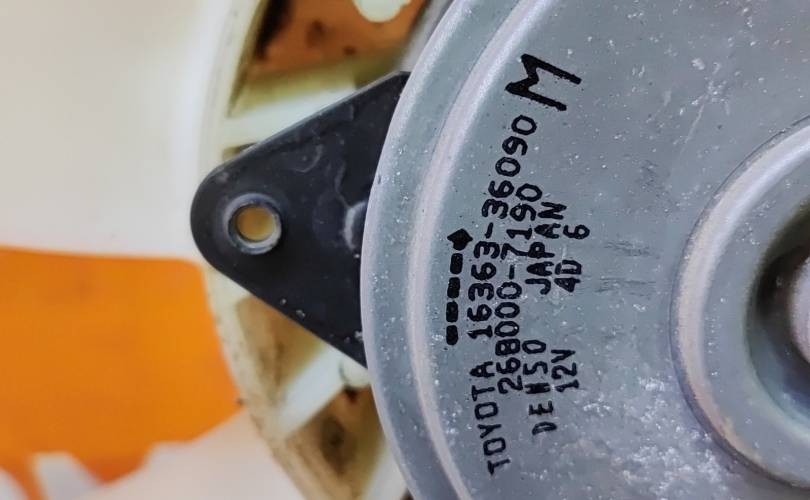 M
TOYOTA 16363-36090
268000-7190
DENSO JAPAN
12V 4D 6